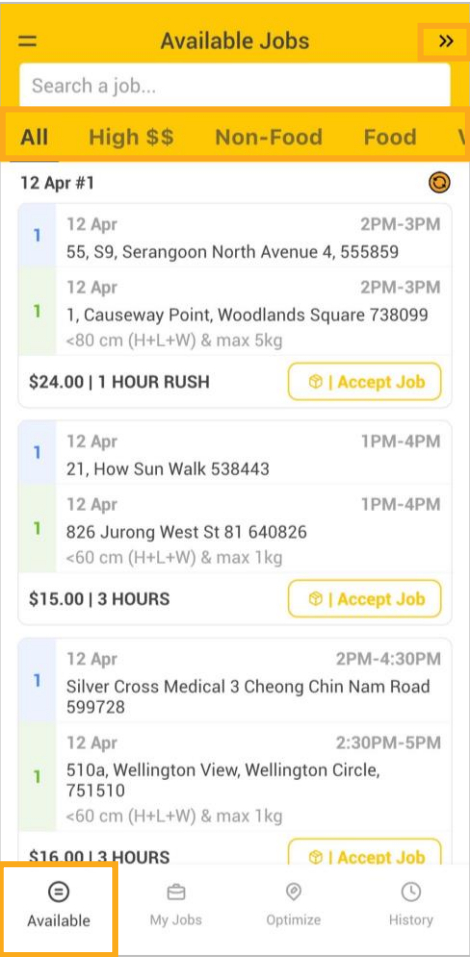 Available Jobs
Search a job...
All High $$ Non-Food Food
12 Apr #1
1
12 Apr 2PM-3PM
55, S9, Serangoon North Avenue 4, 555859
1
12 Apr 2PM-3PM
1, Causeway Point, Woodlands Square 738099
<80 cm (H+L+W) & max 5kg
$24.00 | 1 HOUR RUSH | Accept Job
1
12 Apr 1PM-4PM
21, How Sun Walk 538443
1
12 Apr 1PM-4PM
826 Jurong West St 81 640826
<60 cm (H+L+W) & max 1kg
$15.00 | 3 HOURS | Accept Job
1
12 Apr 2PM-4:30PM
Silver Cross Medical 3 Cheong Chin Nam Road
599728
1
12 Apr 2:30PM-5PM
510a, Wellington View, Wellington Circle,
751510
<60 cm (H+L+W) & max 1kg
$16.00 | 3 HOURS | Accept Job
Available My Jobs Optimize History